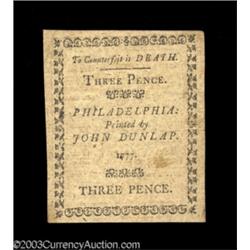 To Counterfeit is DEATH.
THREE PENCE.
PHILADELPHIA:
Printed by
JOHN DUNLAP.
1777.
THREE PENCE.
©2003CurrencyAuction.com